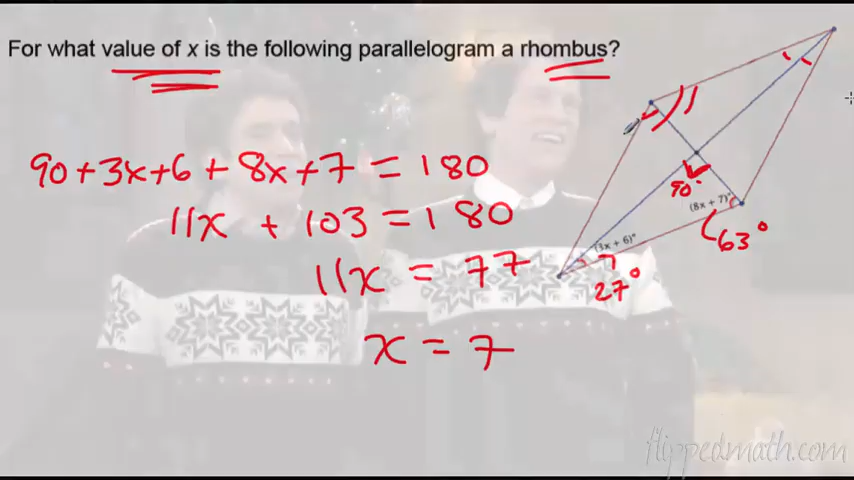 For what value of x is the following parallelogram a rhombus?
90 + 3x + 6 + 8x + 7 = 180
11x + 103 = 180
11x = 77
x = 7
90°
(8x + 7)°
63°
(3x + 6)°
27°
flippedmath.com